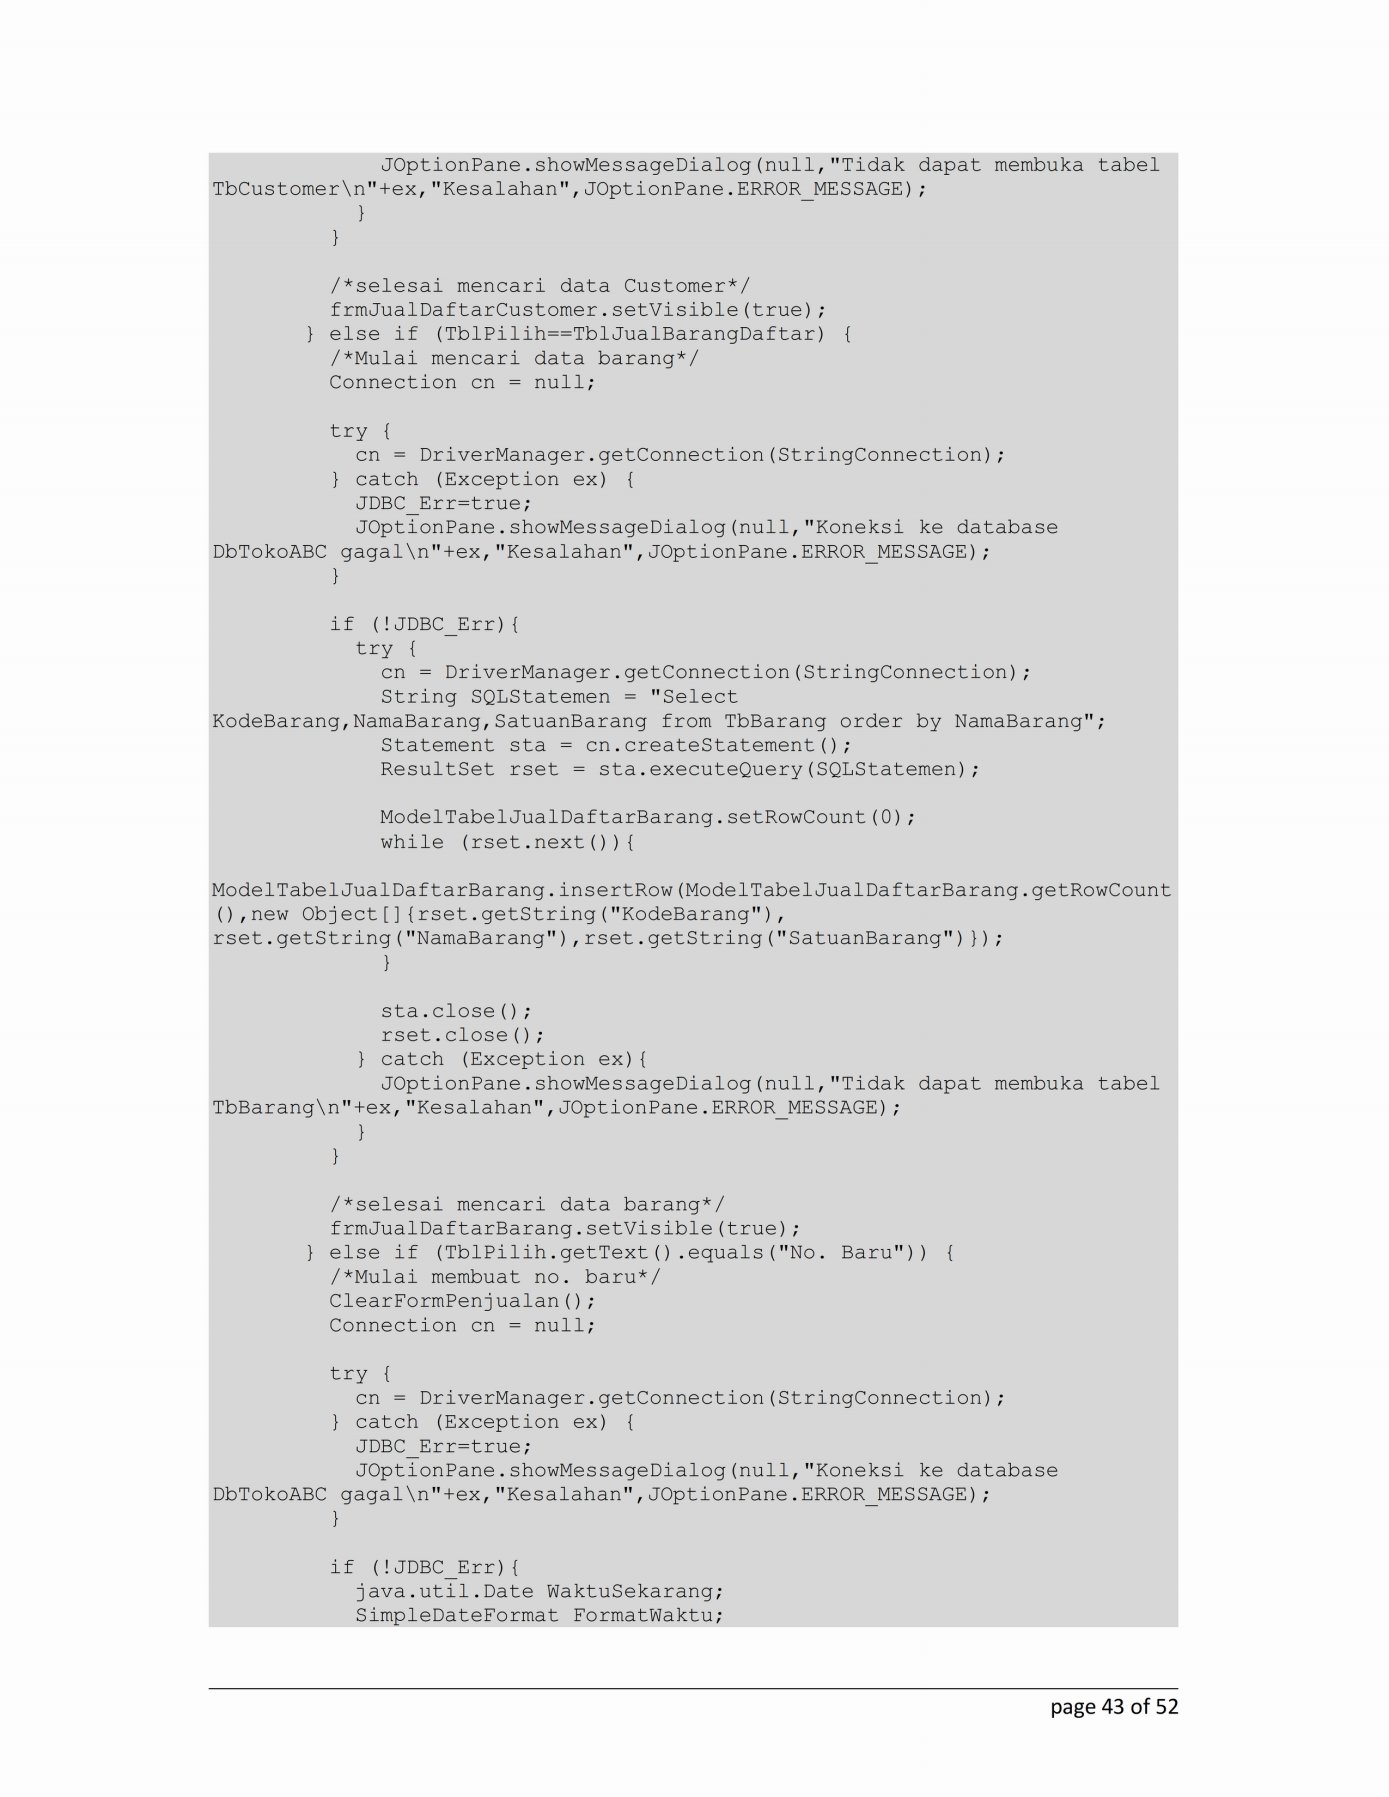 JOptionPane.showMessageDialog(null,"Tidak dapat membuka tabel
TbCustomer\n"+ex,"Kesalahan",JOptionPane.ERROR_MESSAGE);
}
}
/*selesai mencari data Customer*/
frmJualDaftarCustomer.setVisible(true);
} else if (TblPilih==TblJualBarangDaftar) {
/*Mulai mencari data barang*/
Connection cn = null;
try {
cn = DriverManager.getConnection(StringConnection);
} catch (Exception ex) {
JDBC_Err=true;
JOptionPane.showMessageDialog(null,"Koneksi ke database
DbTokoABC gagal\n"+ex,"Kesalahan",JOptionPane.ERROR_MESSAGE);
}
if (!JDBC_Err){
try {
cn = DriverManager.getConnection(StringConnection);
String SQLStatemen = "Select
KodeBarang,NamaBarang,SatuanBarang from TbBarang order by NamaBarang";
Statement sta = cn.createStatement();
ResultSet rset = sta.executeQuery(SQLStatemen);
ModelTabelJualDaftarBarang.setRowCount(0);
while (rset.next()){
ModelTabelJualDaftarBarang.insertRow(ModelTabelJualDaftarBarang.getRowCount
(),new Object[]{rset.getString("KodeBarang"),
rset.getString("NamaBarang"),rset.getString("SatuanBarang")});
}
sta.close();
rset.close();
} catch (Exception ex){
JOptionPane.showMessageDialog(null,"Tidak dapat membuka tabel
TbBarang\n"+ex,"Kesalahan",JOptionPane.ERROR_MESSAGE);
}
}
/*selesai mencari data barang*/
frmJualDaftarBarang.setVisible(true);
} else if (TblPilih.getText().equals("No. Baru")) {
/*Mulai membuat no. baru*/
ClearFormPenjualan();
Connection cn = null;
try {
cn = DriverManager.getConnection(StringConnection);
} catch (Exception ex) {
JDBC_Err=true;
JOptionPane.showMessageDialog(null,"Koneksi ke database
DbTokoABC gagal\n"+ex,"Kesalahan",JOptionPane.ERROR_MESSAGE);
}
if (!JDBC_Err){
java.util.Date WaktuSekarang;
SimpleDateFormat FormatWaktu;
page 43 of 52